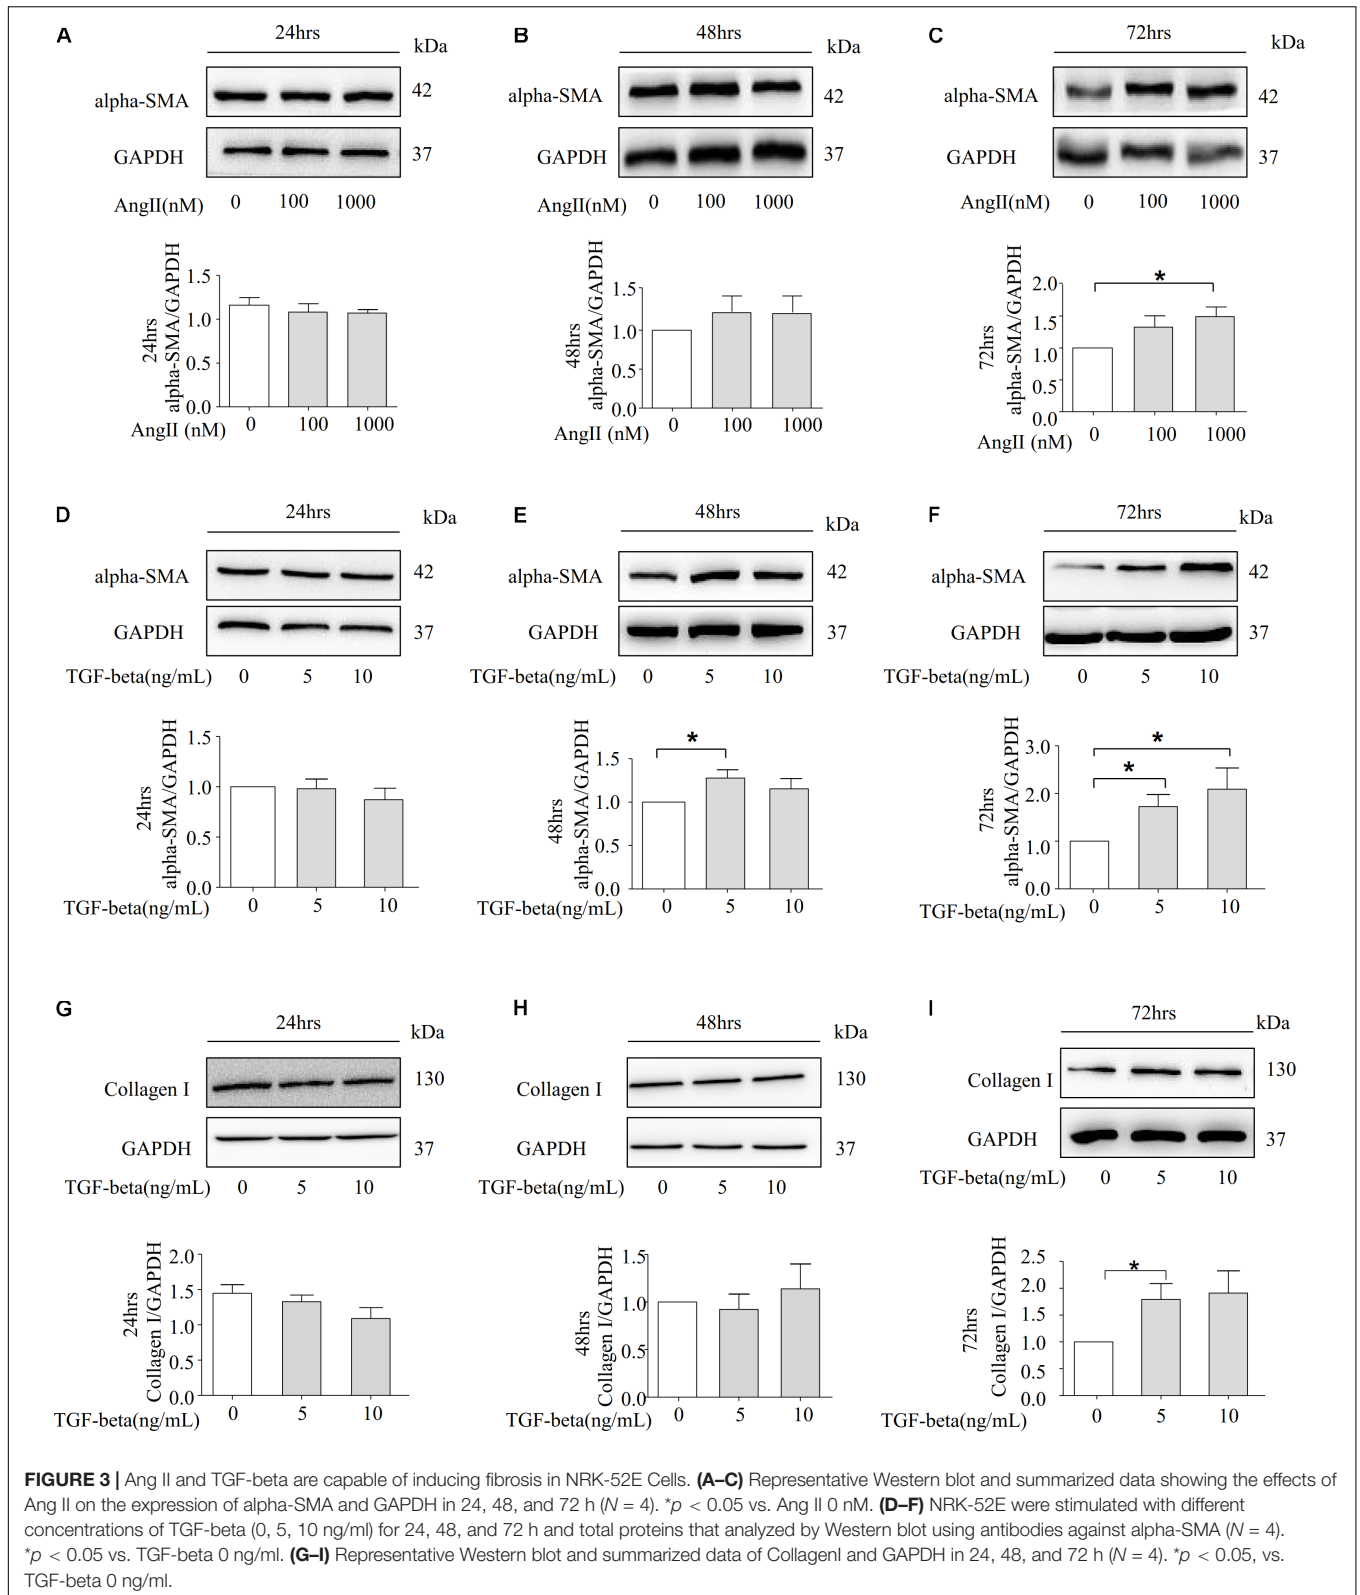 A
24hrs
kDa
alpha-SMA
42
GAPDH
37
AngII(nM) 0 100 1000
24hrs
alpha-SMA/GAPDH
1.5
1.0
0.5
0.0
AngII (nM) 0 100 1000
B
48hrs
kDa
alpha-SMA
42
GAPDH
37
AngII(nM) 0 100 1000
48hrs
alpha-SMA/GAPDH
1.5
1.0
0.5
0.0
AngII (nM) 0 100 1000
C
72hrs
kDa
alpha-SMA
42
GAPDH
37
AngII(nM) 0 100 1000
72hrs
alpha-SMA/GAPDH
2.0
1.5
1.0
0.5
0.0
*
AngII (nM) 0 100 1000
D
24hrs
kDa
alpha-SMA
42
GAPDH
37
TGF-beta(ng/mL) 0 5 10
24hrs
alpha-SMA/GAPDH
1.5
1.0
0.5
0.0
TGF-beta(ng/mL) 0 5 10
E
48hrs
kDa
alpha-SMA
42
GAPDH
37
TGF-beta(ng/mL) 0 5 10
48hrs
alpha-SMA/GAPDH
1.5
1.0
0.5
0.0
*
TGF-beta(ng/mL) 0 5 10
F
72hrs
kDa
alpha-SMA
42
GAPDH
37
TGF-beta(ng/mL) 0 5 10
72hrs
alpha-SMA/GAPDH
3.0
2.0
1.0
0.0
*
*
TGF-beta(ng/mL) 0 5 10
G
24hrs
kDa
Collagen I
130
GAPDH
37
TGF-beta(ng/mL) 0 5 10
24hrs
Collagen I/GAPDH
2.0
1.5
1.0
0.5
0.0
TGF-beta(ng/mL) 0 5 10
H
48hrs
kDa
Collagen I
130
GAPDH
37
TGF-beta(ng/mL) 0 5 10
48hrs
Collagen I/GAPDH
1.5
1.0
0.5
0.0
TGF-beta(ng/mL) 0 5 10
I
72hrs
kDa
Collagen I
130
GAPDH
37
TGF-beta(ng/mL) 0 5 10
72hrs
Collagen I/GAPDH
2.5
2.0
1.5
1.0
0.5
0.0
*
TGF-beta(ng/mL) 0 5 10
FIGURE 3 | Ang II and TGF-beta are capable of inducing fibrosis in NRK-52E Cells. (A–C) Representative Western blot and summarized data showing the effects of
Ang II on the expression of alpha-SMA and GAPDH in 24, 48, and 72 h (N = 4). *p < 0.05 vs. Ang II 0 nM. (D–F) NRK-52E were stimulated with different
concentrations of TGF-beta (0, 5, 10 ng/ml) for 24, 48, and 72 h and total proteins that analyzed by Western blot using antibodies against alpha-SMA (N = 4).
*p < 0.05 vs. TGF-beta 0 ng/ml. (G–I) Representative Western blot and summarized data of CollagenI and GAPDH in 24, 48, and 72 h (N = 4). *p < 0.05, vs.
TGF-beta 0 ng/ml.